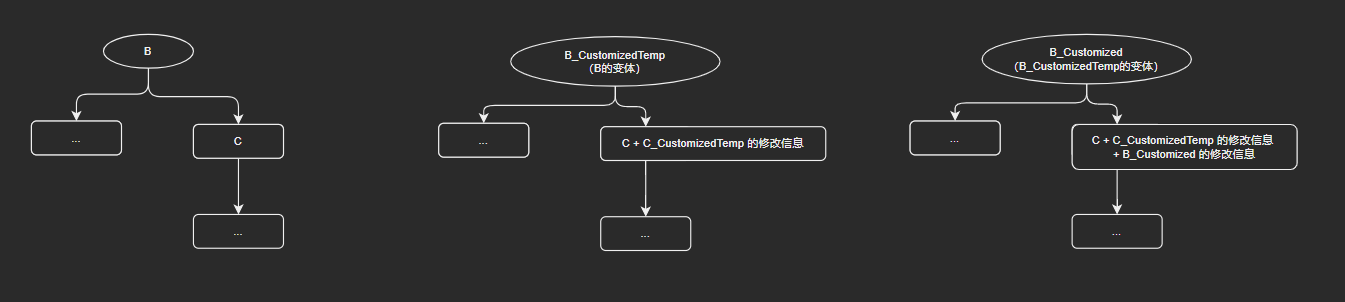 B
...
C
...
B_CustomizedTemp
（B的变体）
...
C + C_CustomizedTemp 的修改信息
...
B_Customized
（B_CustomizedTemp的变体）
...
C + C_CustomizedTemp 的修改信息
+ B_Customized 的修改信息
...